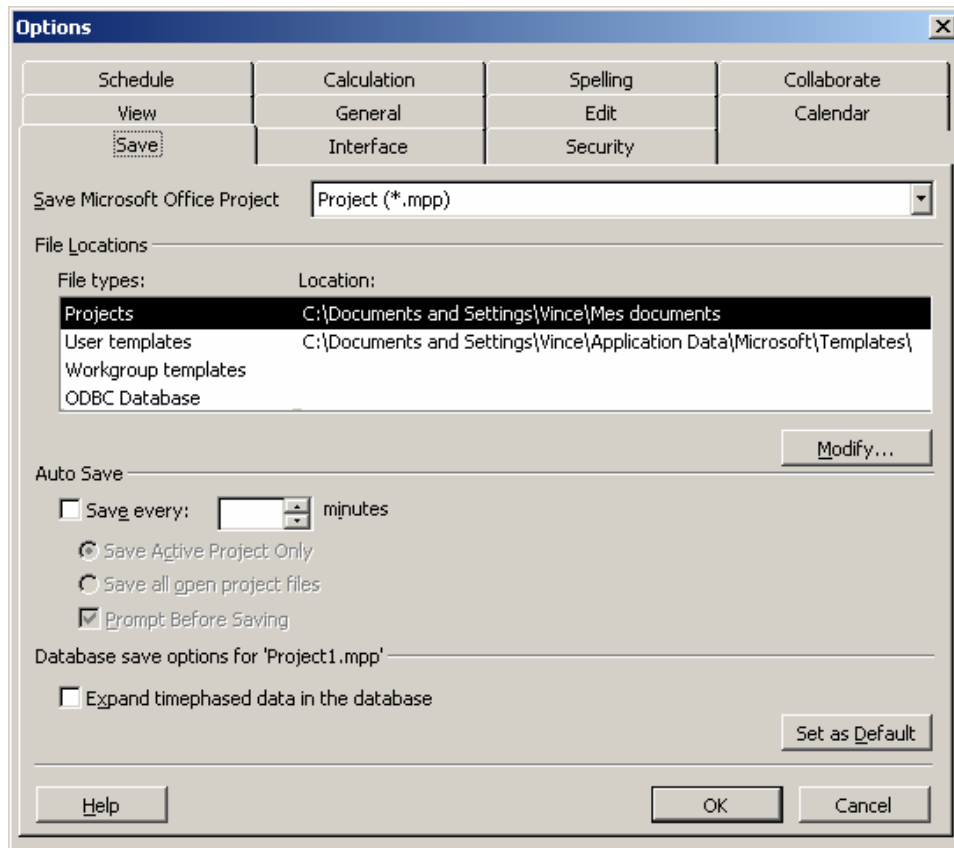 Options
Schedule Calculation Spelling Collaborate
View General Edit Calendar
Save Interface Security
Save Microsoft Office Project Project (*.mpp)
File Locations
File types: Location:
Projects C:\Documents and Settings\Vince\Mes documents
User templates C:\Documents and Settings\Vince\Application Data\Microsoft\Templates\
Workgroup templates
ODBC Database
Modify...
Auto Save
Save every: minutes
Save Active Project Only
Save all open project files
Prompt Before Saving
Database save options for 'Project1.mpp'
Expand timephased data in the database
Set as Default
Help OK Cancel